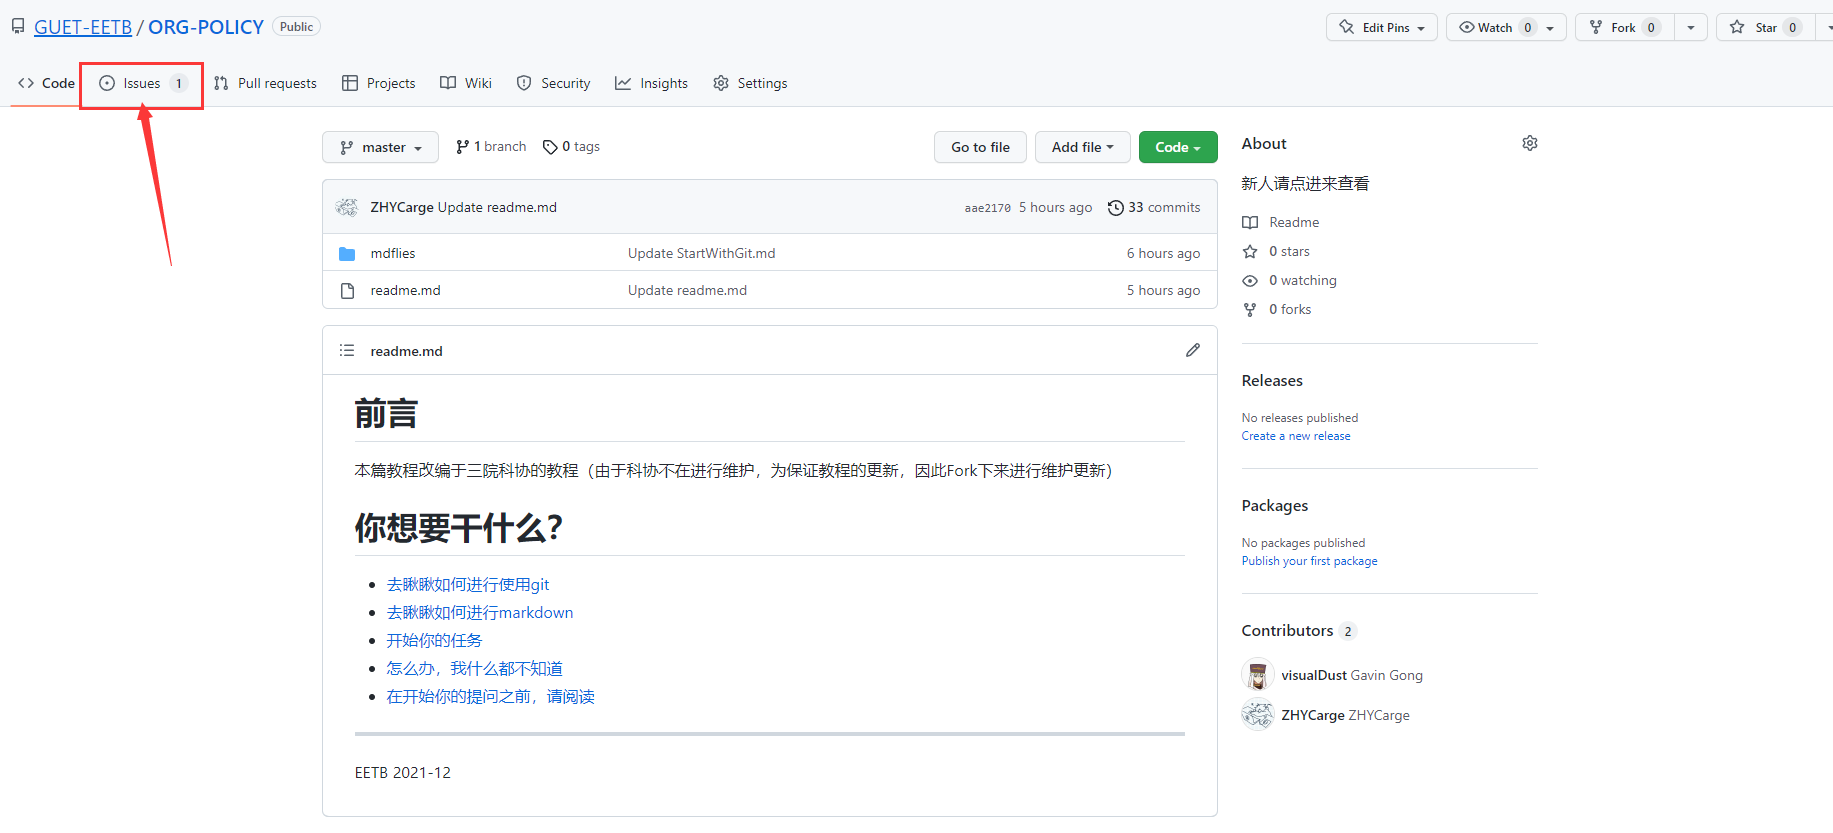 GUET-EETB / ORG-POLICY Public
Edit Pins Watch 0 Fork 0 Star 0
Code Issues 1 Pull requests Projects Wiki Security Insights Settings
master 1 branch 0 tags Go to file Add file Code
ZHYCarge Update readme.md aae2170 5 hours ago 33 commits
mdflies Update StartWithGit.md 6 hours ago
readme.md Update readme.md 5 hours ago
readme.md
前言
本篇教程改编于三院科协的教程（由于科协不在进行维护，为保证教程的更新，因此Fork下来进行维护更新）
你想要干什么？
去瞅瞅如何进行使用git
去瞅瞅如何进行markdown
开始你的任务
怎么办，我什么都不知道
在开始你的提问之前，请阅读
EETB 2021-12
About
新人请点进来查看
Readme
0 stars
0 watching
0 forks
Releases
No releases published
Create a new release
Packages
No packages published
Publish your first package
Contributors 2
visualDust Gavin Gong
ZHYCarge ZHYCarge